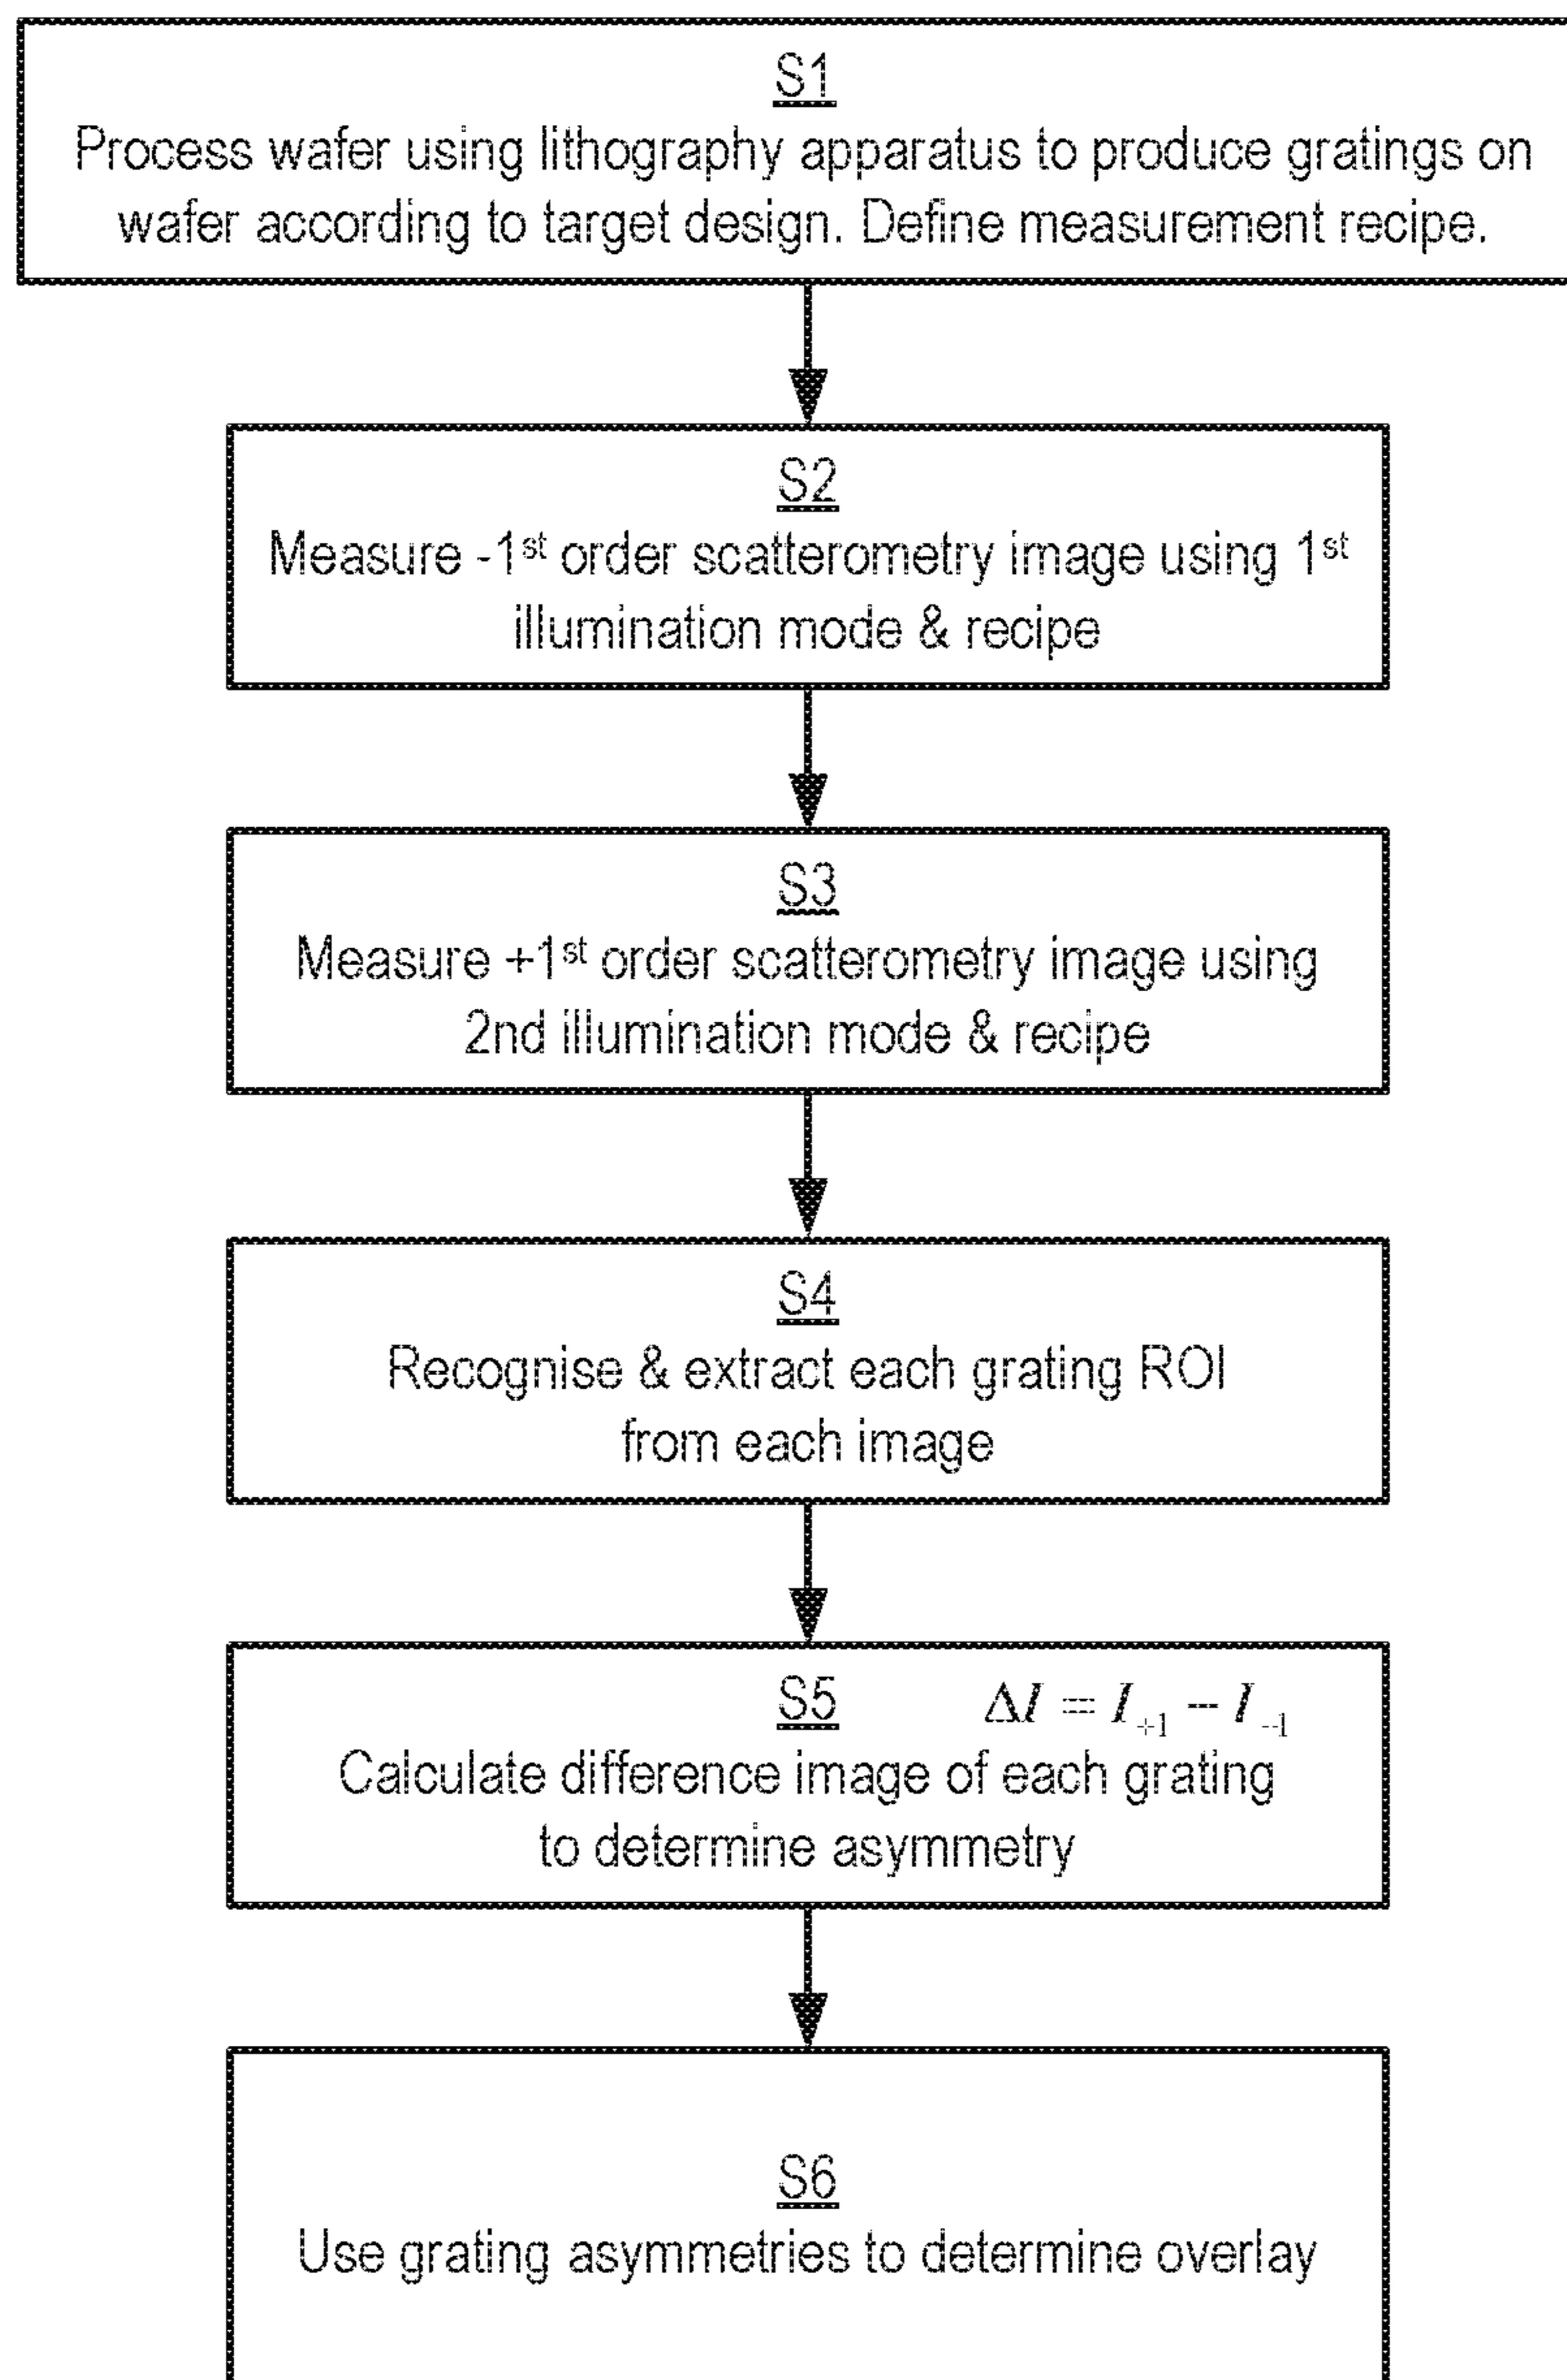 S1
Process wafer using lithography apparatus to produce gratings on
wafer according to target design. Define measurement recipe.
S2
Measure -1st order scatterometry image using 1st
illumination mode & recipe
S3
Measure +1st order scatterometry image using
2nd illumination mode & recipe
S4
Recognise & extract each grating ROI
from each image
S5 ΔI = I+1 - I-1
Calculate difference image of each grating
to determine asymmetry
S6
Use grating asymmetries to determine overlay